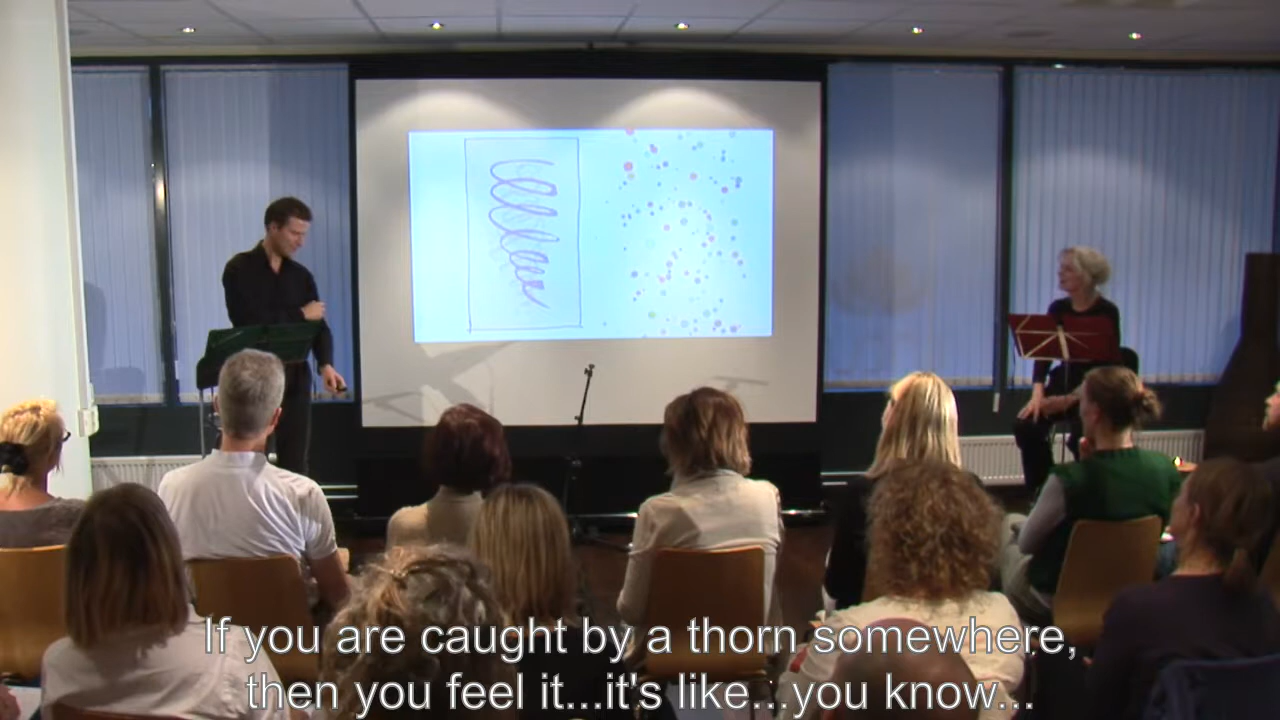 If you are caught by a thorn somewhere,
then you feel it...it's like...you know...